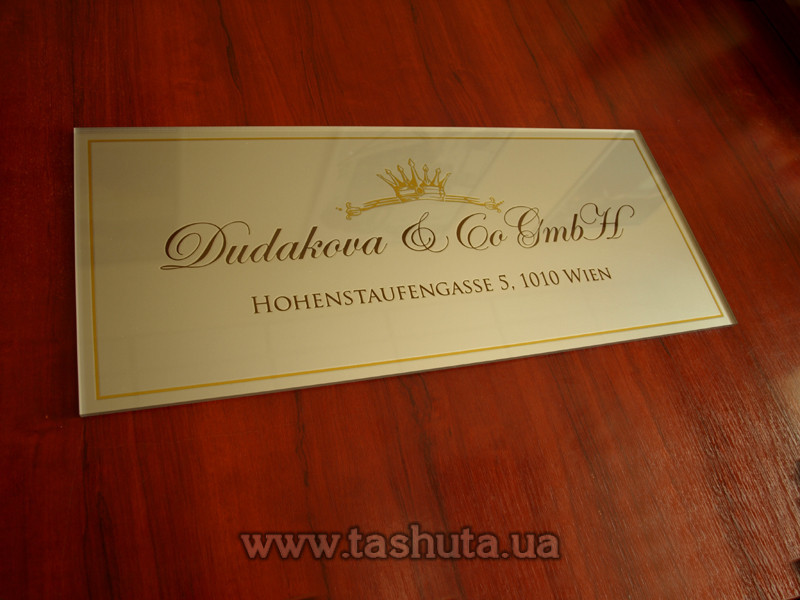 Dudakova & Co GmbH
Hohenstaufengasse 5, 1010 Wien
www.tashuta.ua